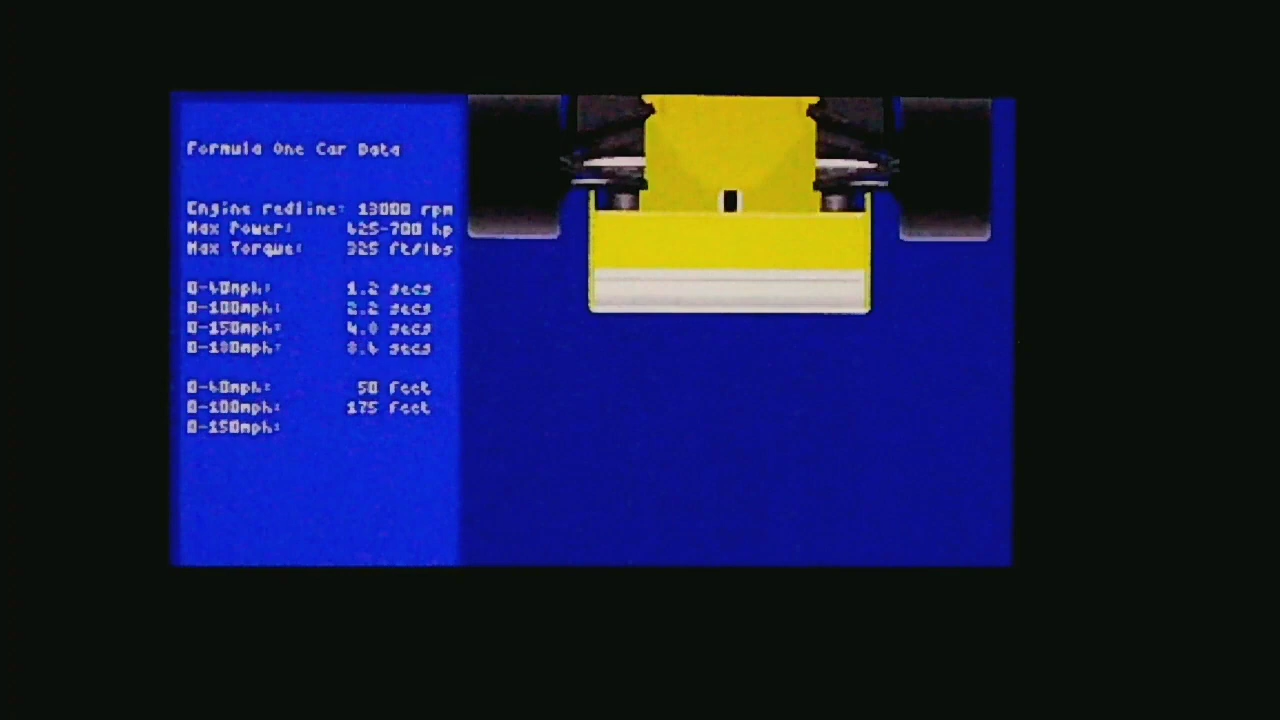 Formula One Car Data
Engine redline: 13000 rpm
Max Power: 625-700 hp
Max Torque: 325 ft/lbs
0-60mph: 1.2 secs
0-100mph: 2.2 secs
0-150mph: secs
0-180mph: secs
0-60mph: 50 feet
0-100mph: 175 feet
0-150mph: